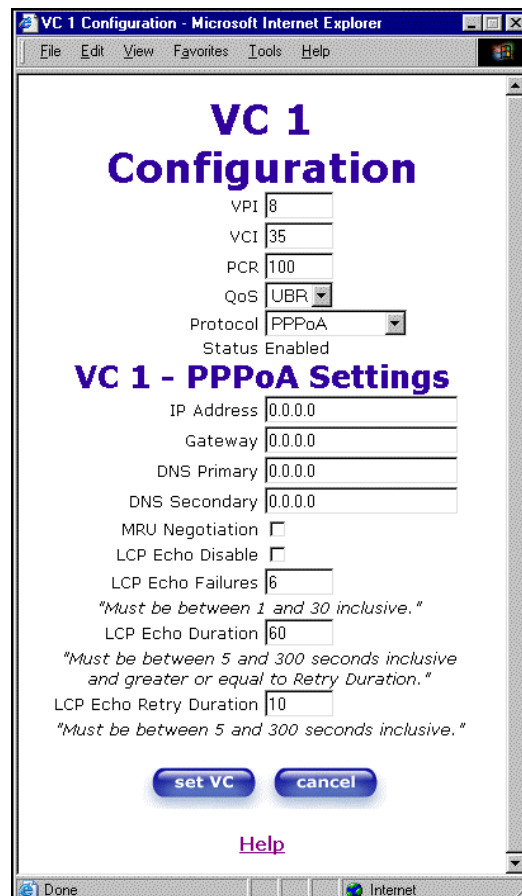 VC 1 Configuration - Microsoft Internet Explorer
File Edit View Favorites Tools Help
VC 1
Configuration
VPI 8
VCI 35
PCR 100
QoS UBR
Protocol PPPoA
Status Enabled
VC 1 - PPPoA Settings
IP Address 0.0.0.0
Gateway 0.0.0.0
DNS Primary 0.0.0.0
DNS Secondary 0.0.0.0
MRU Negotiation
LCP Echo Disable
LCP Echo Failures 6
"Must be between 1 and 30 inclusive."
LCP Echo Duration 60
"Must be between 5 and 300 seconds inclusive
and greater or equal to Retry Duration."
LCP Echo Retry Duration 10
"Must be between 5 and 300 seconds inclusive."
set VC cancel
Help
Done Internet